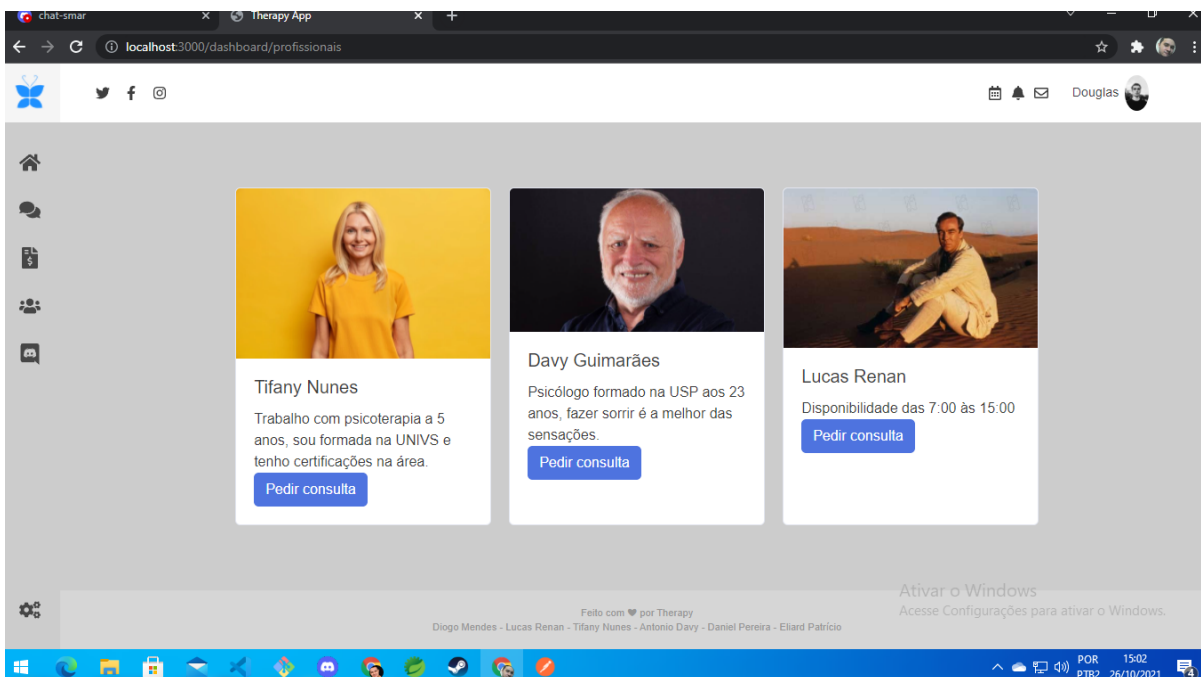 chat-smar
Therapy App
localhost:3000/dashboard/profissionais
Douglas
Tifany Nunes
Trabalho com psicoterapia a 5
anos, sou formada na UNIVS e
tenho certificações na área.
Pedir consulta
Davy Guimarães
Psicólogo formado na USP aos 23
anos, fazer sorrir é a melhor das
sensações.
Pedir consulta
Lucas Renan
Disponibilidade das 7:00 às 15:00
Pedir consulta
Ativar o Windows
Acesse Configurações para ativar o Windows.
Feito com ❤ por Therapy
Diogo Mendes - Lucas Renan - Tifany Nunes - Antonio Davy - Daniel Pereira - Eliard Patrício
POR
PTB2
15:02
26/10/2021
4